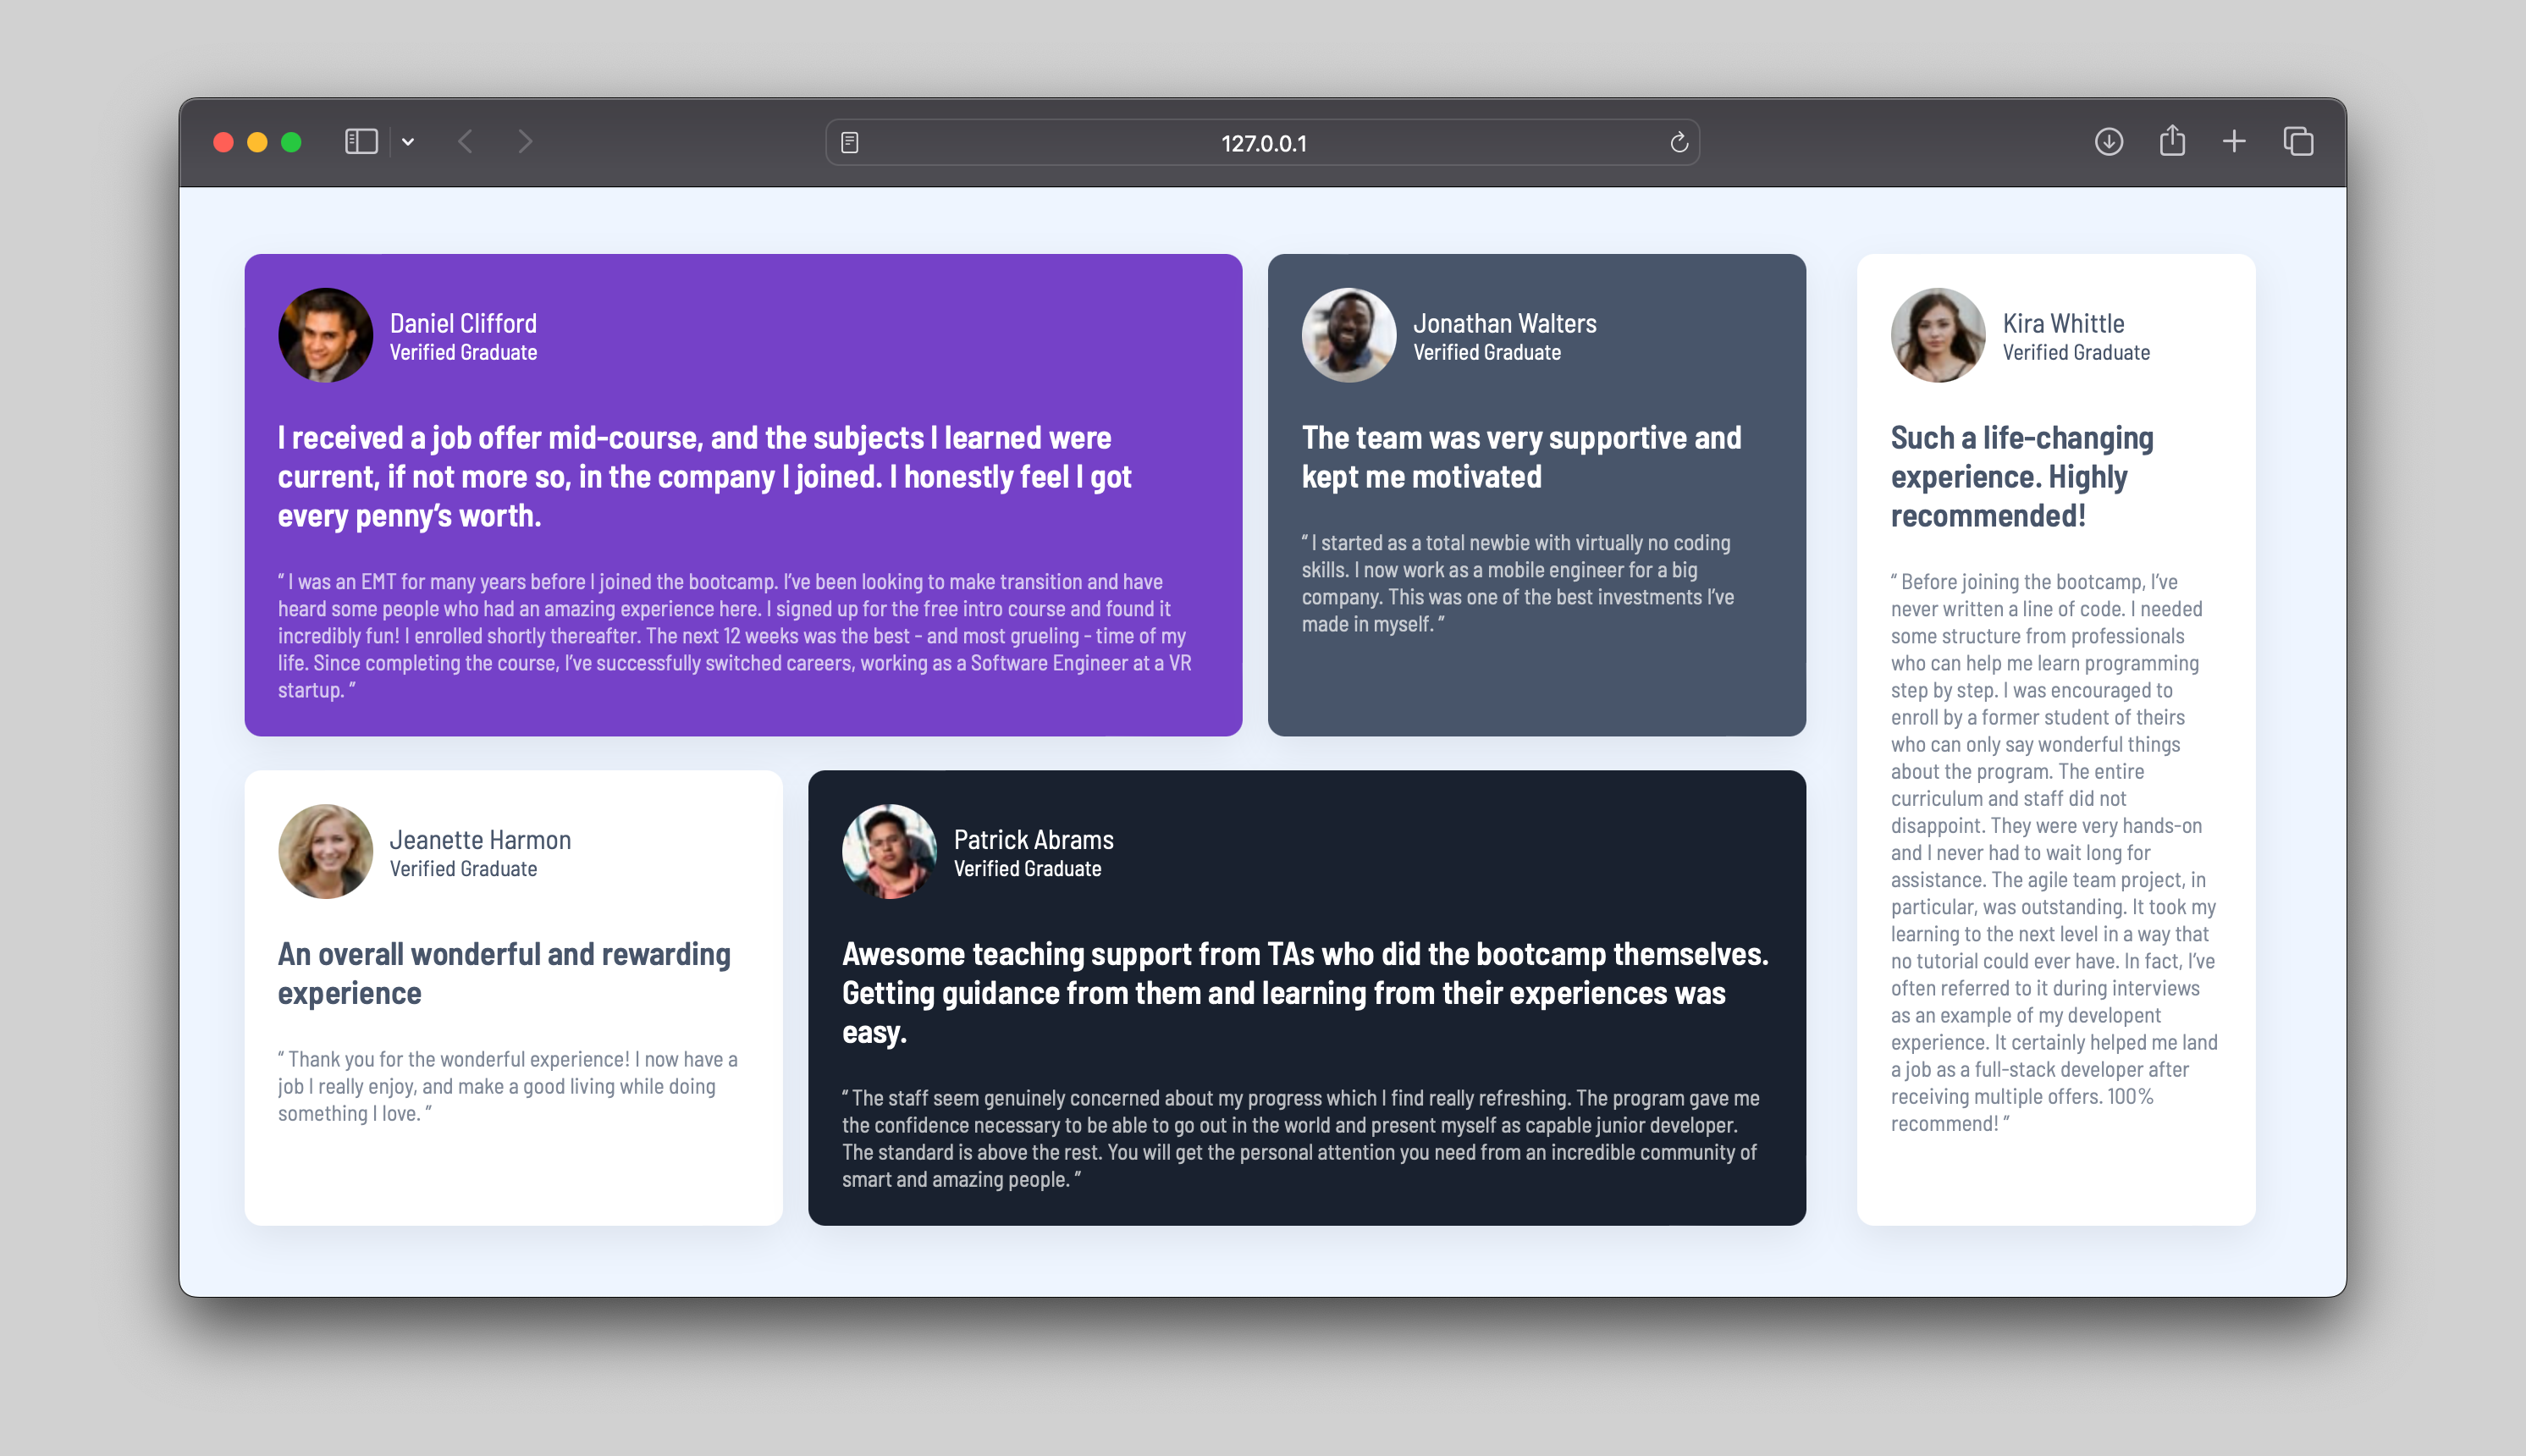 127.0.0.1
Daniel Clifford
Verified Graduate
I received a job offer mid-course, and the subjects I learned were
current, if not more so, in the company I joined. I honestly feel I got
every penny’s worth.
“ I was an EMT for many years before I joined the bootcamp. I’ve been looking to make transition and have
heard some people who had an amazing experience here. I signed up for the free intro course and found it
incredibly fun! I enrolled shortly thereafter. The next 12 weeks was the best - and most grueling - time of my
life. Since completing the course, I’ve successfully switched careers, working as a Software Engineer at a VR
startup. ”
Jonathan Walters
Verified Graduate
The team was very supportive and
kept me motivated
“ I started as a total newbie with virtually no coding
skills. I now work as a mobile engineer for a big
company. This was one of the best investments I’ve
made in myself. ”
Kira Whittle
Verified Graduate
Such a life-changing
experience. Highly
recommended!
“ Before joining the bootcamp, I’ve
never written a line of code. I needed
some structure from professionals
who can help me learn programming
step by step. I was encouraged to
enroll by a former student of theirs
who can only say wonderful things
about the program. The entire
curriculum and staff did not
disappoint. They were very hands-on
and I never had to wait long for
assistance. The agile team project, in
particular, was outstanding. It took my
learning to the next level in a way that
no tutorial could ever have. In fact, I’ve
often referred to it during interviews
as an example of my developent
experience. It certainly helped me land
a job as a full-stack developer after
receiving multiple offers. 100%
recommend! ”
Jeanette Harmon
Verified Graduate
An overall wonderful and rewarding
experience
“ Thank you for the wonderful experience! I now have a
job I really enjoy, and make a good living while doing
something I love. ”
Patrick Abrams
Verified Graduate
Awesome teaching support from TAs who did the bootcamp themselves.
Getting guidance from them and learning from their experiences was
easy.
“ The staff seem genuinely concerned about my progress which I find really refreshing. The program gave me
the confidence necessary to be able to go out in the world and present myself as capable junior developer.
The standard is above the rest. You will get the personal attention you need from an incredible community of
smart and amazing people. ”